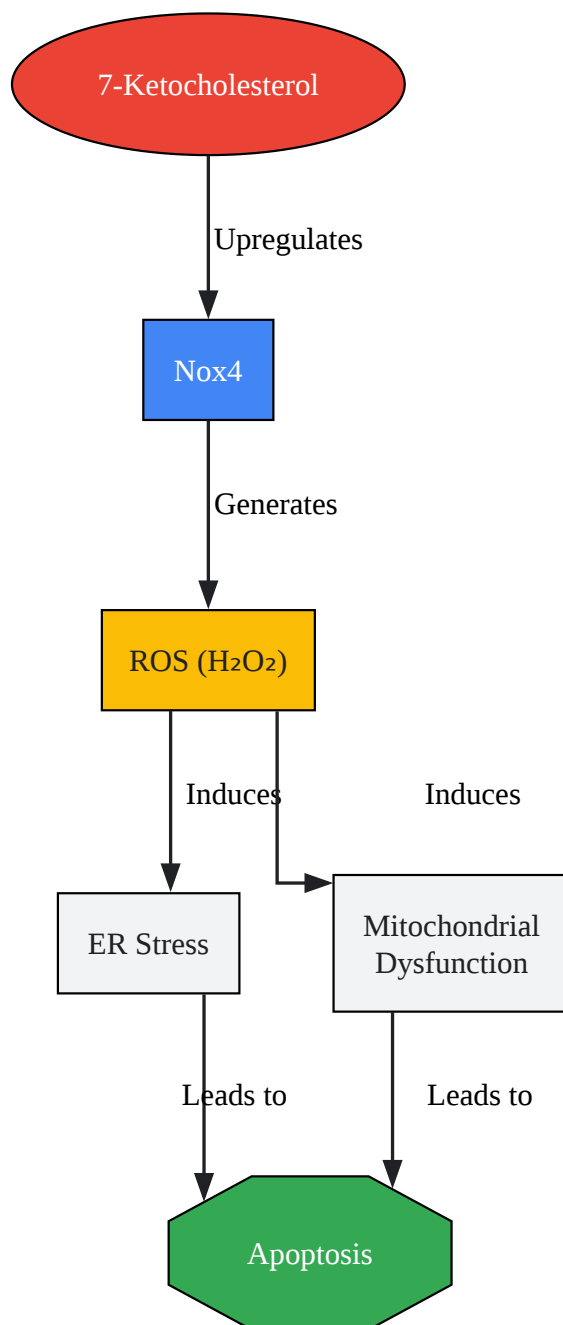 7-Ketocholesterol
Upregulates
Nox4
Generates
ROS (H₂O₂)
Induces
Induces
ER Stress
Mitochondrial
Dysfunction
Leads to
Leads to
Apoptosis